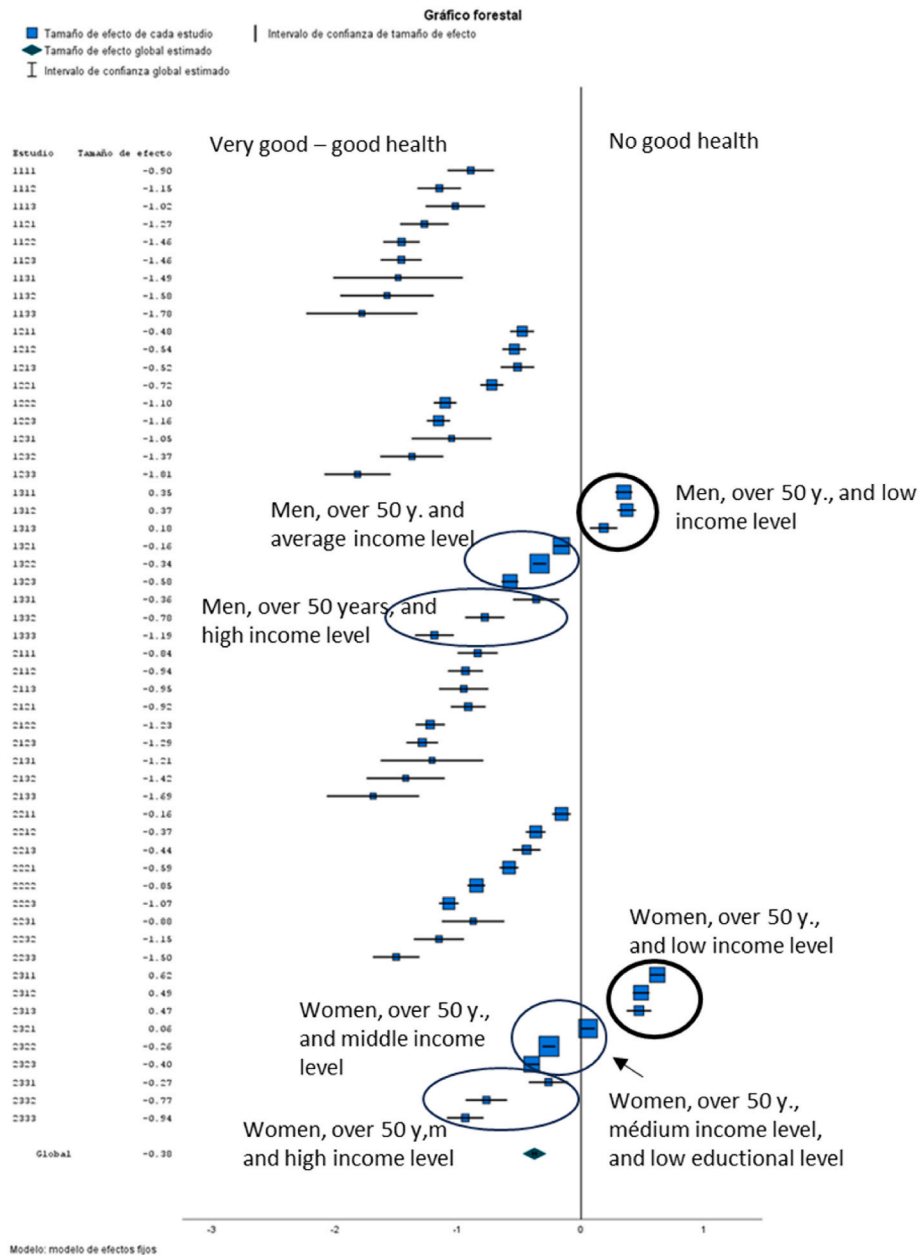 Gráfico forestal
Tamaño de efecto de cada estudio
Intervalo de confianza de tamaño de efecto
Tamaño de efecto global estimado
Intervalo de confianza global estimado
Very good – good health
No good health
Estudio Tamaño de efecto
1111 -0.90
1112 -1.15
1113 -1.02
1121 -1.27
1122 -1.46
1123 -1.46
1131 -1.49
1132 -1.58
1133 -1.78
1211 -0.48
1212 -0.54
1213 -0.52
1221 -0.72
1222 -1.10
1223 -1.16
1231 -1.05
1232 -1.37
1233 -1.81
1311 0.35
1312 0.37
1313 0.18
1321 -0.16
1322 -0.34
1323 -0.58
1331 -0.36
1332 -0.78
1333 -1.19
2111 -0.84
2112 -0.94
2113 -0.95
2121 -0.92
2122 -1.23
2123 -1.29
2131 -1.21
2132 -1.42
2133 -1.69
2211 -0.16
2212 -0.37
2213 -0.44
2221 -0.59
2222 -0.85
2223 -1.07
2231 -0.88
2232 -1.15
2233 -1.50
2311 0.62
2312 0.49
2313 0.47
2321 0.06
2322 -0.26
2323 -0.40
2331 -0.27
2332 -0.77
2333 -0.94
Global -0.38
Men, over 50 y., and low
income level
Men, over 50 y. and
average income level
Men, over 50 years, and
high income level
Women, over 50 y.,
and low income level
Women, over 50 y.,
and middle income
level
Women, over 50 y,m
and high income level
Women, over 50 y.,
médium income level,
and low eductional level
-3 -2 -1 0 1
Modelo: modelo de efectos fijos